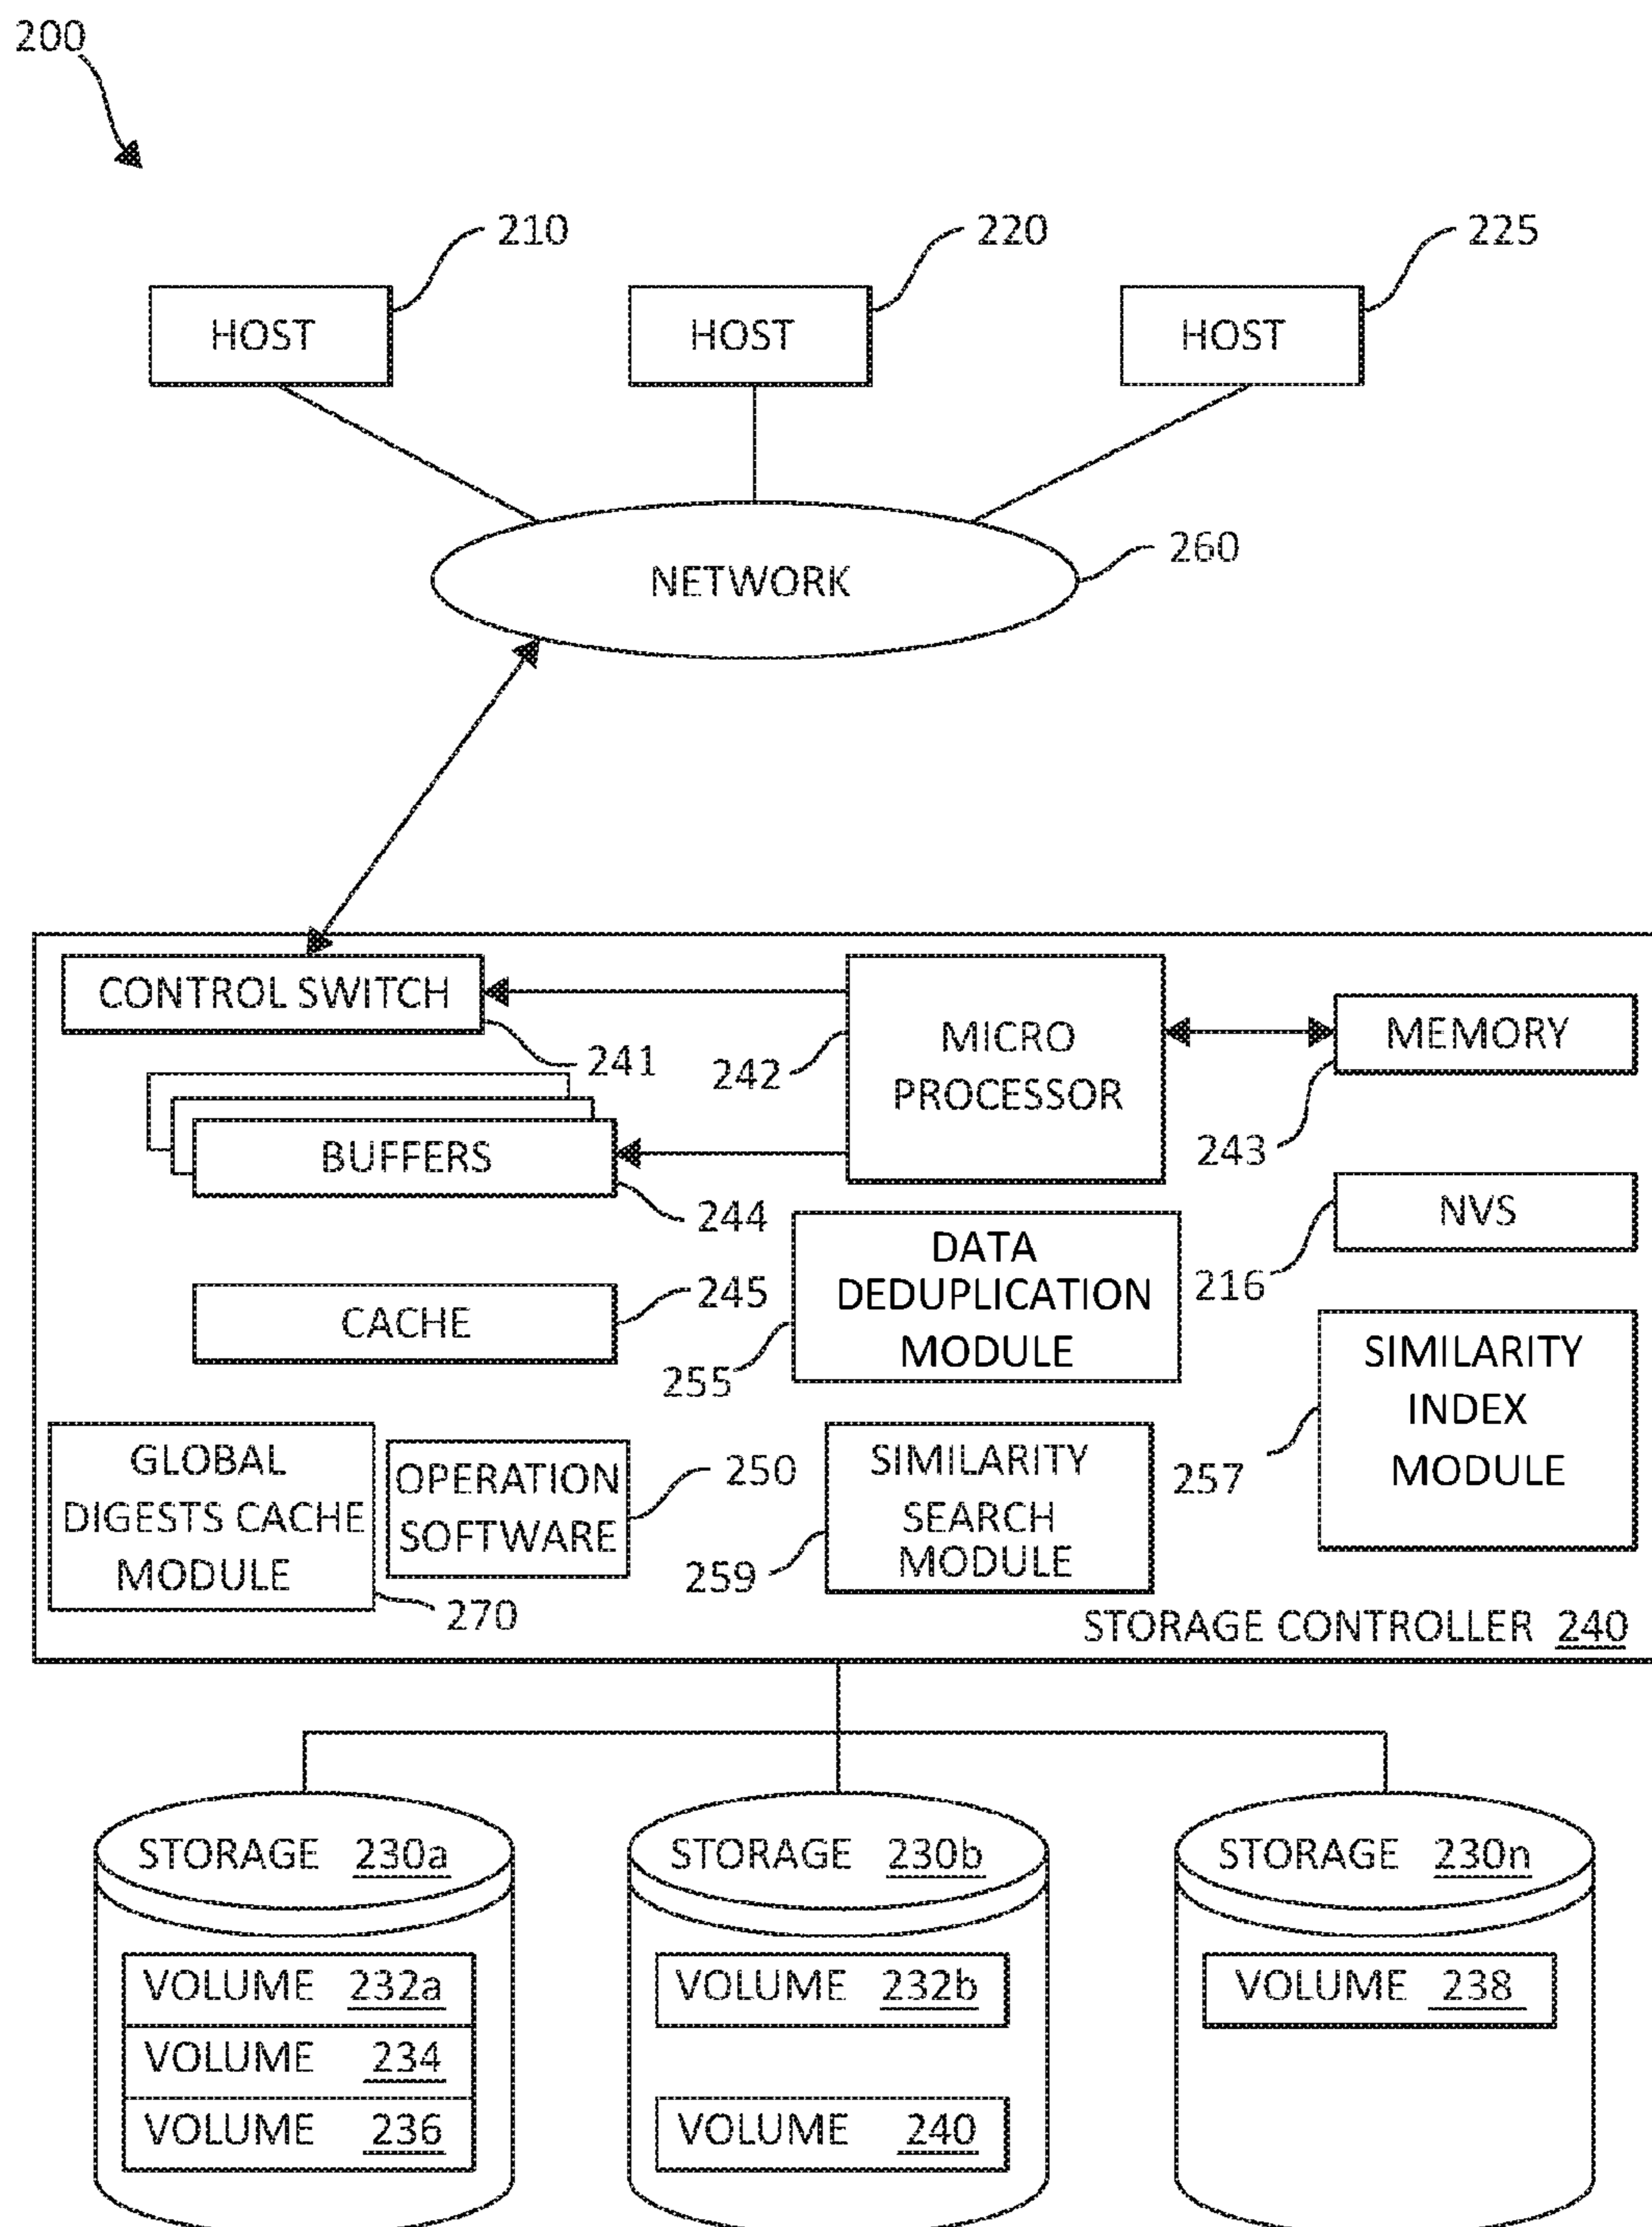 200
210
220
225
HOST
HOST
HOST
260
NETWORK
CONTROL SWITCH
241
242
MICRO
PROCESSOR
MEMORY
243
BUFFERS
244
NVS
216
CACHE
245
DATA
DEDUPLICATION
MODULE
255
SIMILARITY
INDEX
MODULE
257
GLOBAL
DIGESTS CACHE
MODULE
270
OPERATION
SOFTWARE
250
SIMILARITY
SEARCH
MODULE
259
STORAGE CONTROLLER 240
STORAGE 230a
VOLUME 232a
VOLUME 234
VOLUME 236
STORAGE 230b
VOLUME 232b
VOLUME 240
STORAGE 230n
VOLUME 238